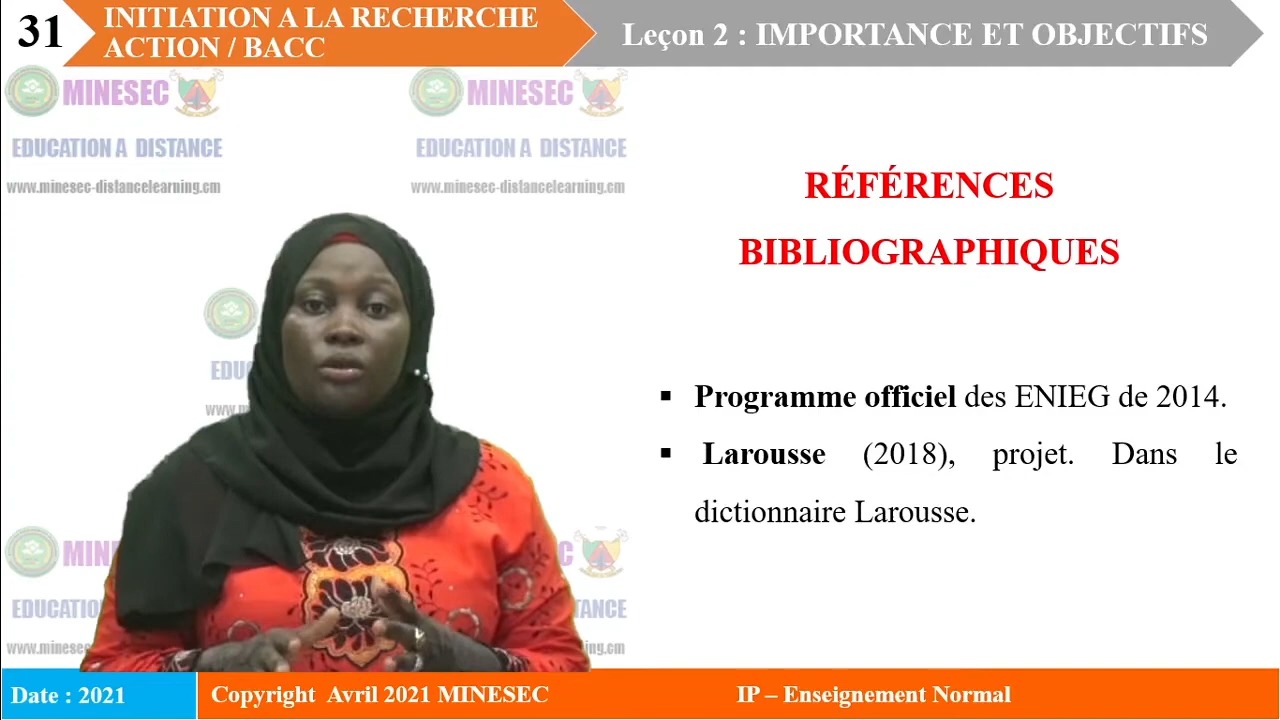 31
INITIATION A LA RECHERCHE
ACTION / BACC
Leçon 2 : IMPORTANCE ET OBJECTIFS
MINESEC
EDUCATION A DISTANCE
www.minesec-distancelearning.cm
MINESEC
EDUCATION A DISTANCE
www.minesec-distancelearning.cm
RÉFÉRENCES
BIBLIOGRAPHIQUES
▪ Programme officiel des ENIEG de 2014.
▪ Larousse (2018), projet. Dans le
dictionnaire Larousse.
Date : 2021
Copyright Avril 2021 MINESEC
IP – Enseignement Normal